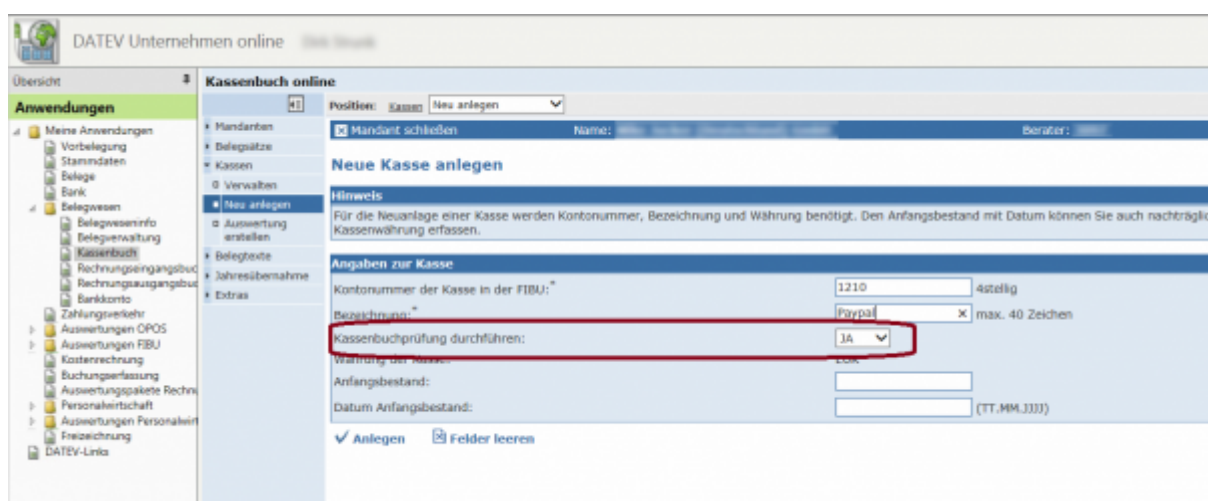 DATEV Unternehmen online
Übersicht
Anwendungen
Meine Anwendungen
Vorbelegung
Stammdaten
Belege
Bank
Belegwesen
Belegweseninfo
Belegverwaltung
Kassenbuch
Rechnungseingangsbuc
Rechnungsausgangsbuc
Bankkonto
Zahlungsverkehr
Auswertungen OPOS
Auswertungen FIBU
Kostenrechnung
Buchungserfassung
Auswertungspakete Rechnu
Personalwirtschaft
Auswertungen Personalwirt
Freizeichnung
DATEV-Links
Kassenbuch online
Mandanten
Belegsätze
Kassen
Verwalten
Neu anlegen
Auswertung
erstellen
Belegtexte
Jahresübernahme
Extras
Position: Kassen Neu anlegen
Mandant schließen Name: Berater:
Neue Kasse anlegen
Hinweis
Für die Neuanlage einer Kasse werden Kontonummer, Bezeichnung und Währung benötigt. Den Anfangsbestand mit Datum können Sie auch nachträglic
Kassenwährung erfassen.
Angaben zur Kasse
Kontonummer der Kasse in der FIBU:* 1210 4stellig
Bezeichnung:* Paypal max. 40 Zeichen
Kassenbuchprüfung durchführen: JA
Währung der Kasse: EUR
Anfangsbestand:
Datum Anfangsbestand: (TT.MM.JJJJ)
Anlegen Felder leeren